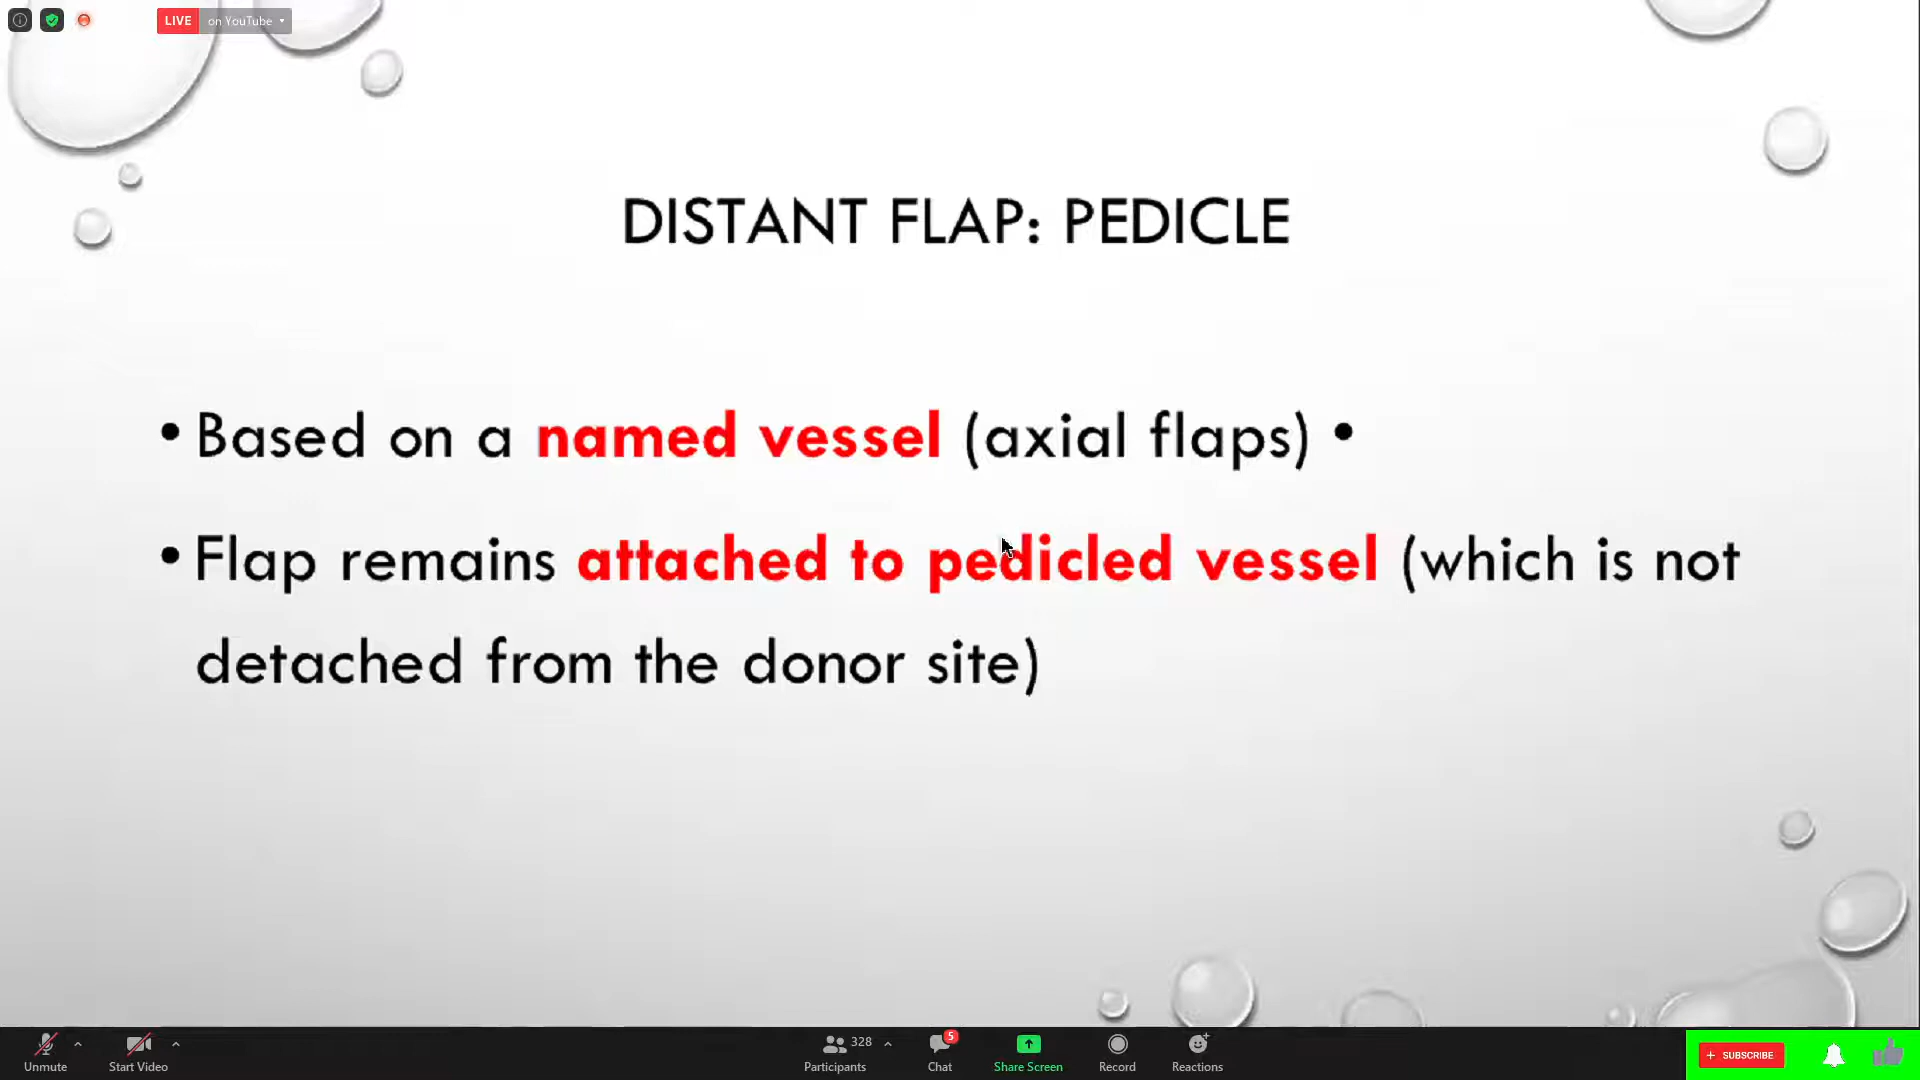 LIVE on YouTube
DISTANT FLAP: PEDICLE
• Based on a named vessel (axial flaps) •
• Flap remains attached to pedicled vessel (which is not
detached from the donor site)
Unmute
Start Video
328
Participants
5
Chat
Share Screen
Record
Reactions
+ SUBSCRIBE